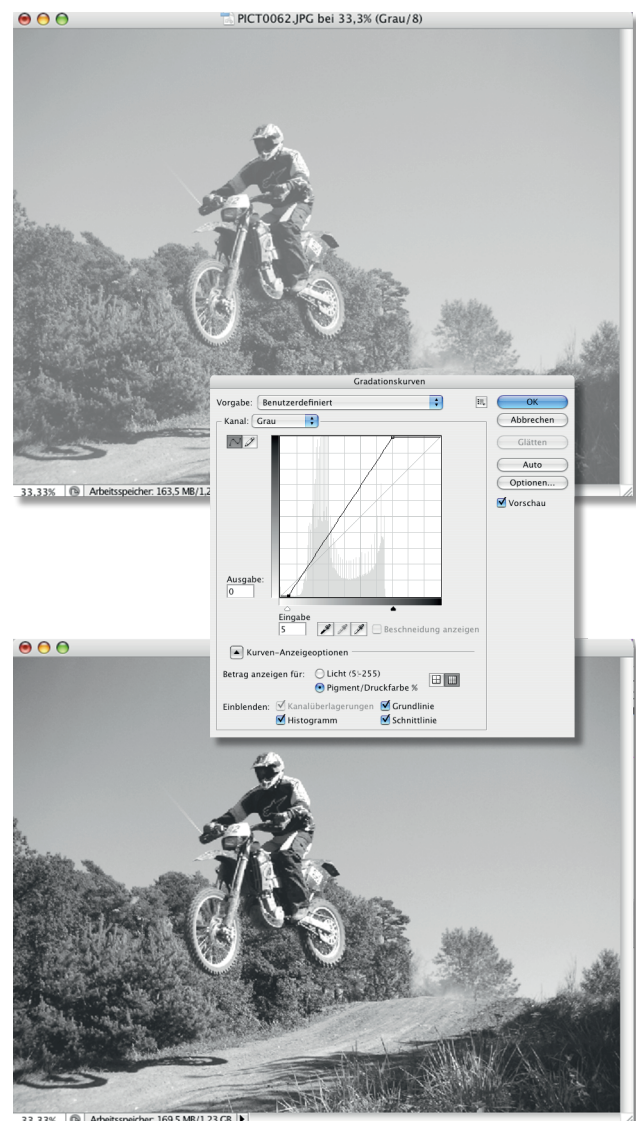 PICT0062.JPG bei 33,3% (Grau/8)
33,33% Arbeitsspeicher: 163,5 MB/1,2
Gradationskurven
Vorgabe: Benutzerdefiniert
OK
Kanal: Grau
Abbrechen
Glätten
Auto
Optionen...
Vorschau
Ausgabe:
0
Eingabe
5
Beschneidung anzeigen
Kurven-Anzeigeoptionen
Betrag anzeigen für: Licht (5-255)
Pigment/Druckfarbe %
Einblenden: Kanalüberlagerungen Grundlinie
Histogramm Schnittlinie
33,33% Arbeitsspeicher: 169,5 MB/1,23 GB